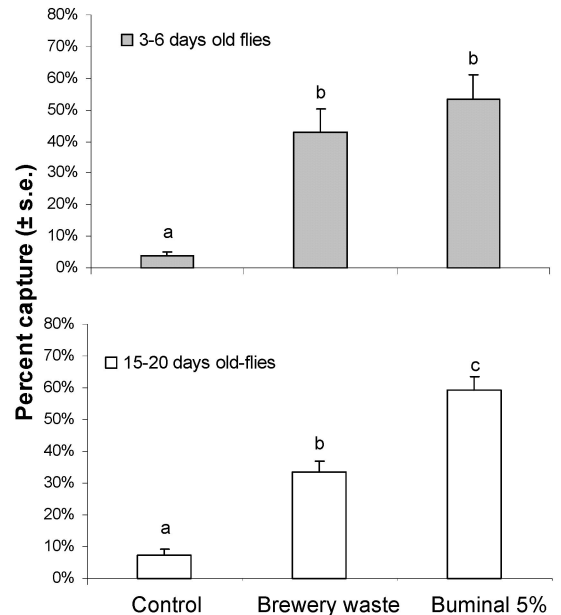 80%
3-6 days old flies
70%
60%
b
b
50%
40%
30%
20%
a
10%
0%
Percent capture (± s.e.)
80%
70%
15-20 days old-flies
c
60%
50%
b
40%
30%
20%
a
10%
0%
Control Brewery waste Buminal 5%